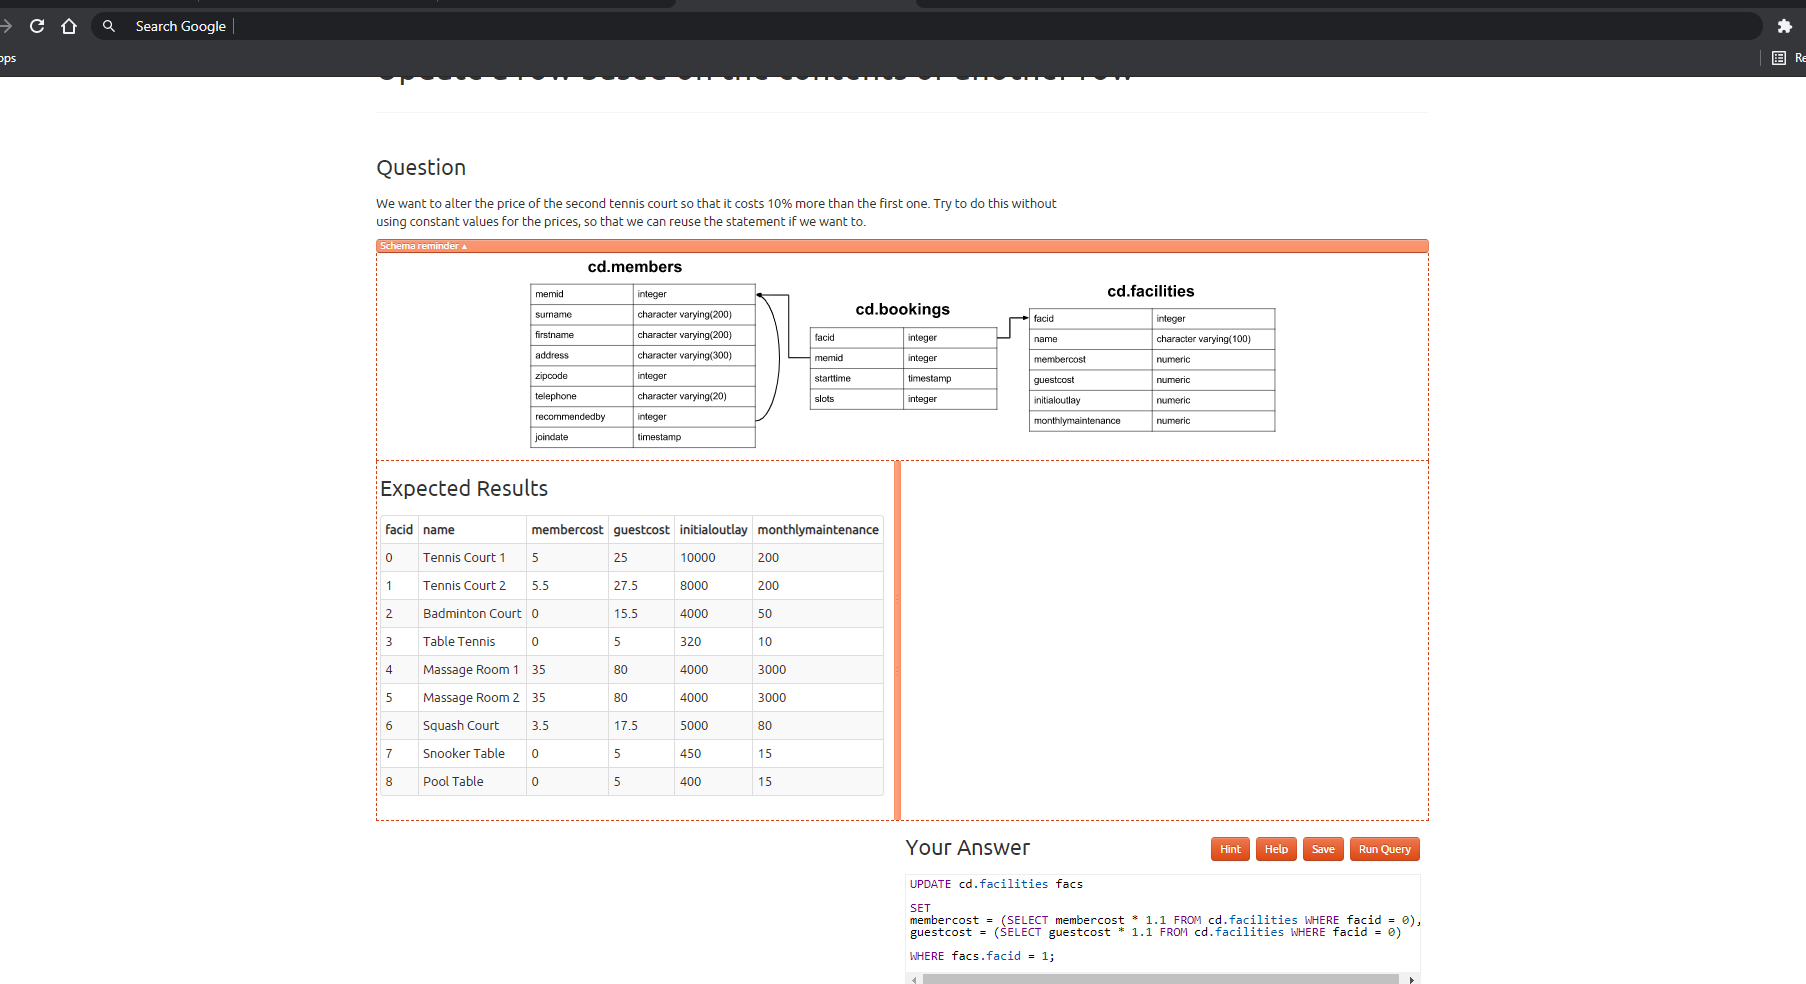 Search Google
ops
Re
Update a row based on the contents of another row
Question
We want to alter the price of the second tennis court so that it costs 10% more than the first one. Try to do this without
using constant values for the prices, so that we can reuse the statement if we want to.
Schema reminder
cd.members
memid integer
surname character varying(200)
firstname character varying(200)
address character varying(300)
zipcode integer
telephone character varying(20)
recommendedby integer
joindate timestamp
cd.bookings
facid integer
memid integer
starttime timestamp
slots integer
cd.facilities
facid integer
name character varying(100)
membercost numeric
guestcost numeric
initialoutlay numeric
monthlymaintenance numeric
Expected Results
facid name membercost guestcost initialoutlay monthlymaintenance
0 Tennis Court 1 5 25 10000 200
1 Tennis Court 2 5.5 27.5 8000 200
2 Badminton Court 0 15.5 4000 50
3 Table Tennis 0 5 320 10
4 Massage Room 1 35 80 4000 3000
5 Massage Room 2 35 80 4000 3000
6 Squash Court 3.5 17.5 5000 80
7 Snooker Table 0 5 450 15
8 Pool Table 0 5 400 15
Your Answer
Hint Help Save Run Query
UPDATE cd.facilities facs
SET
membercost = (SELECT membercost * 1.1 FROM cd.facilities WHERE facid = 0),
guestcost = (SELECT guestcost * 1.1 FROM cd.facilities WHERE facid = 0)
WHERE facs.facid = 1;